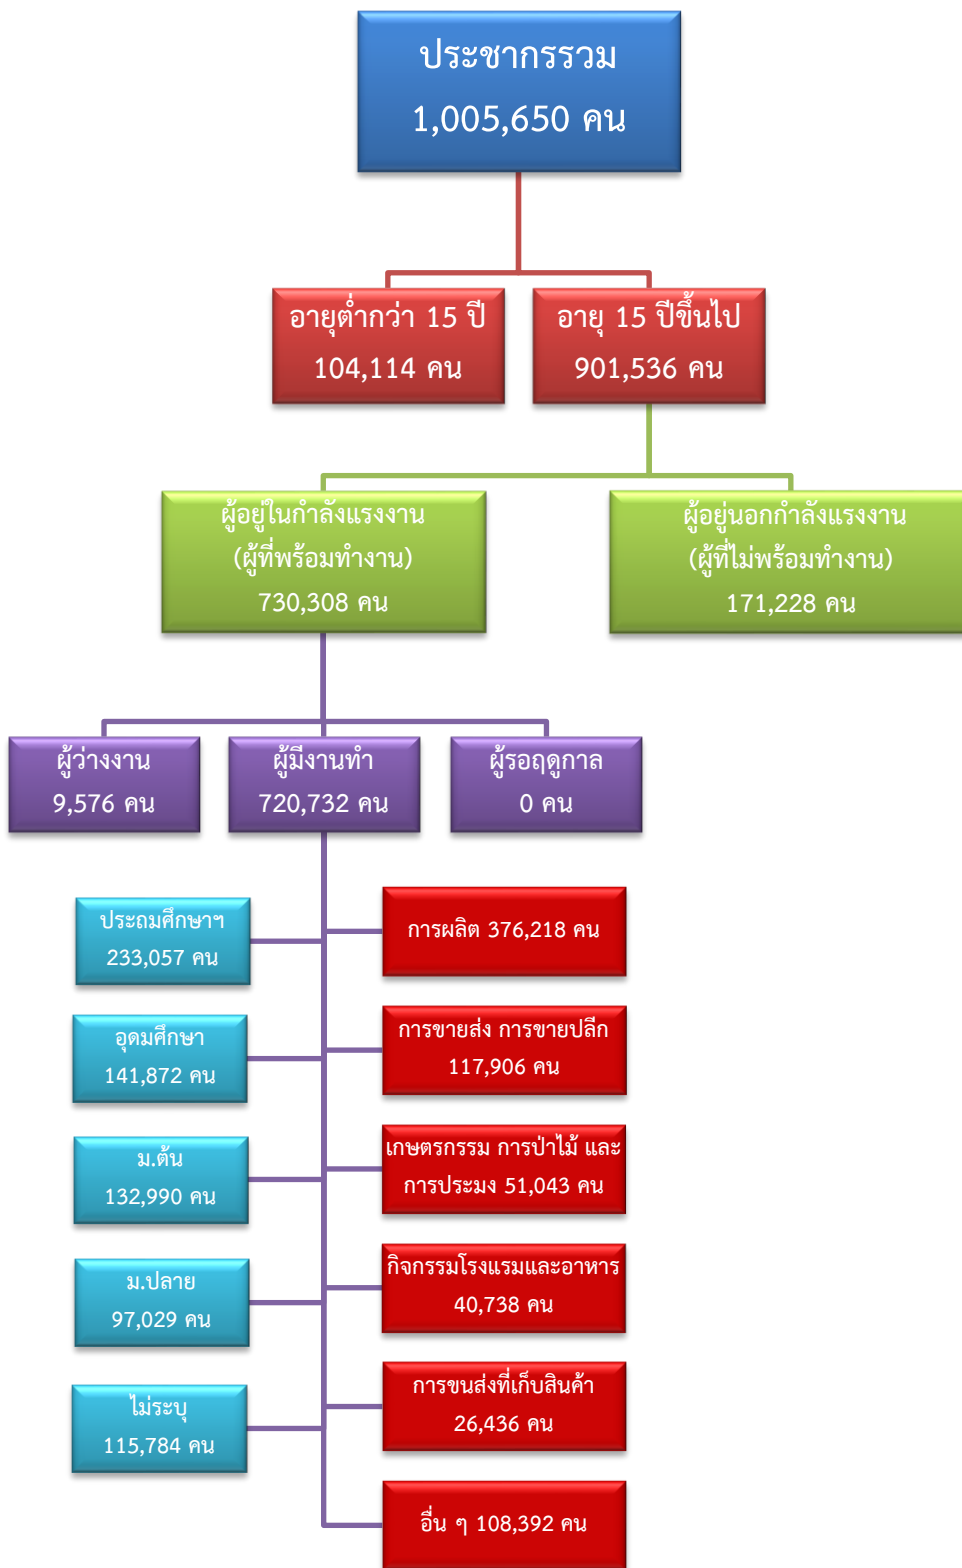 ประชากรรวม
1,005,650 คน
อายุต่ำกว่า 15 ปี
104,114 คน
อายุ 15 ปีขึ้นไป
901,536 คน
ผู้อยู่ในกำลังแรงงาน
(ผู้ที่พร้อมทำงาน)
730,308 คน
ผู้อยู่นอกกำลังแรงงาน
(ผู้ที่ไม่พร้อมทำงาน)
171,228 คน
ผู้ว่างงาน
9,576 คน
ผู้มีงานทำ
720,732 คน
ผู้รอฤดูกาล
0 คน
ประถมศึกษาฯ
233,057 คน
อุดมศึกษา
141,872 คน
ม.ต้น
132,990 คน
ม.ปลาย
97,029 คน
ไม่ระบุ
115,784 คน
การผลิต 376,218 คน
การขายส่ง การขายปลีก
117,906 คน
เกษตรกรรม การป่าไม้ และ
การประมง 51,043 คน
กิจกรรมโรงแรมและอาหาร
40,738 คน
การขนส่งที่เก็บสินค้า
26,436 คน
อื่น ๆ 108,392 คน